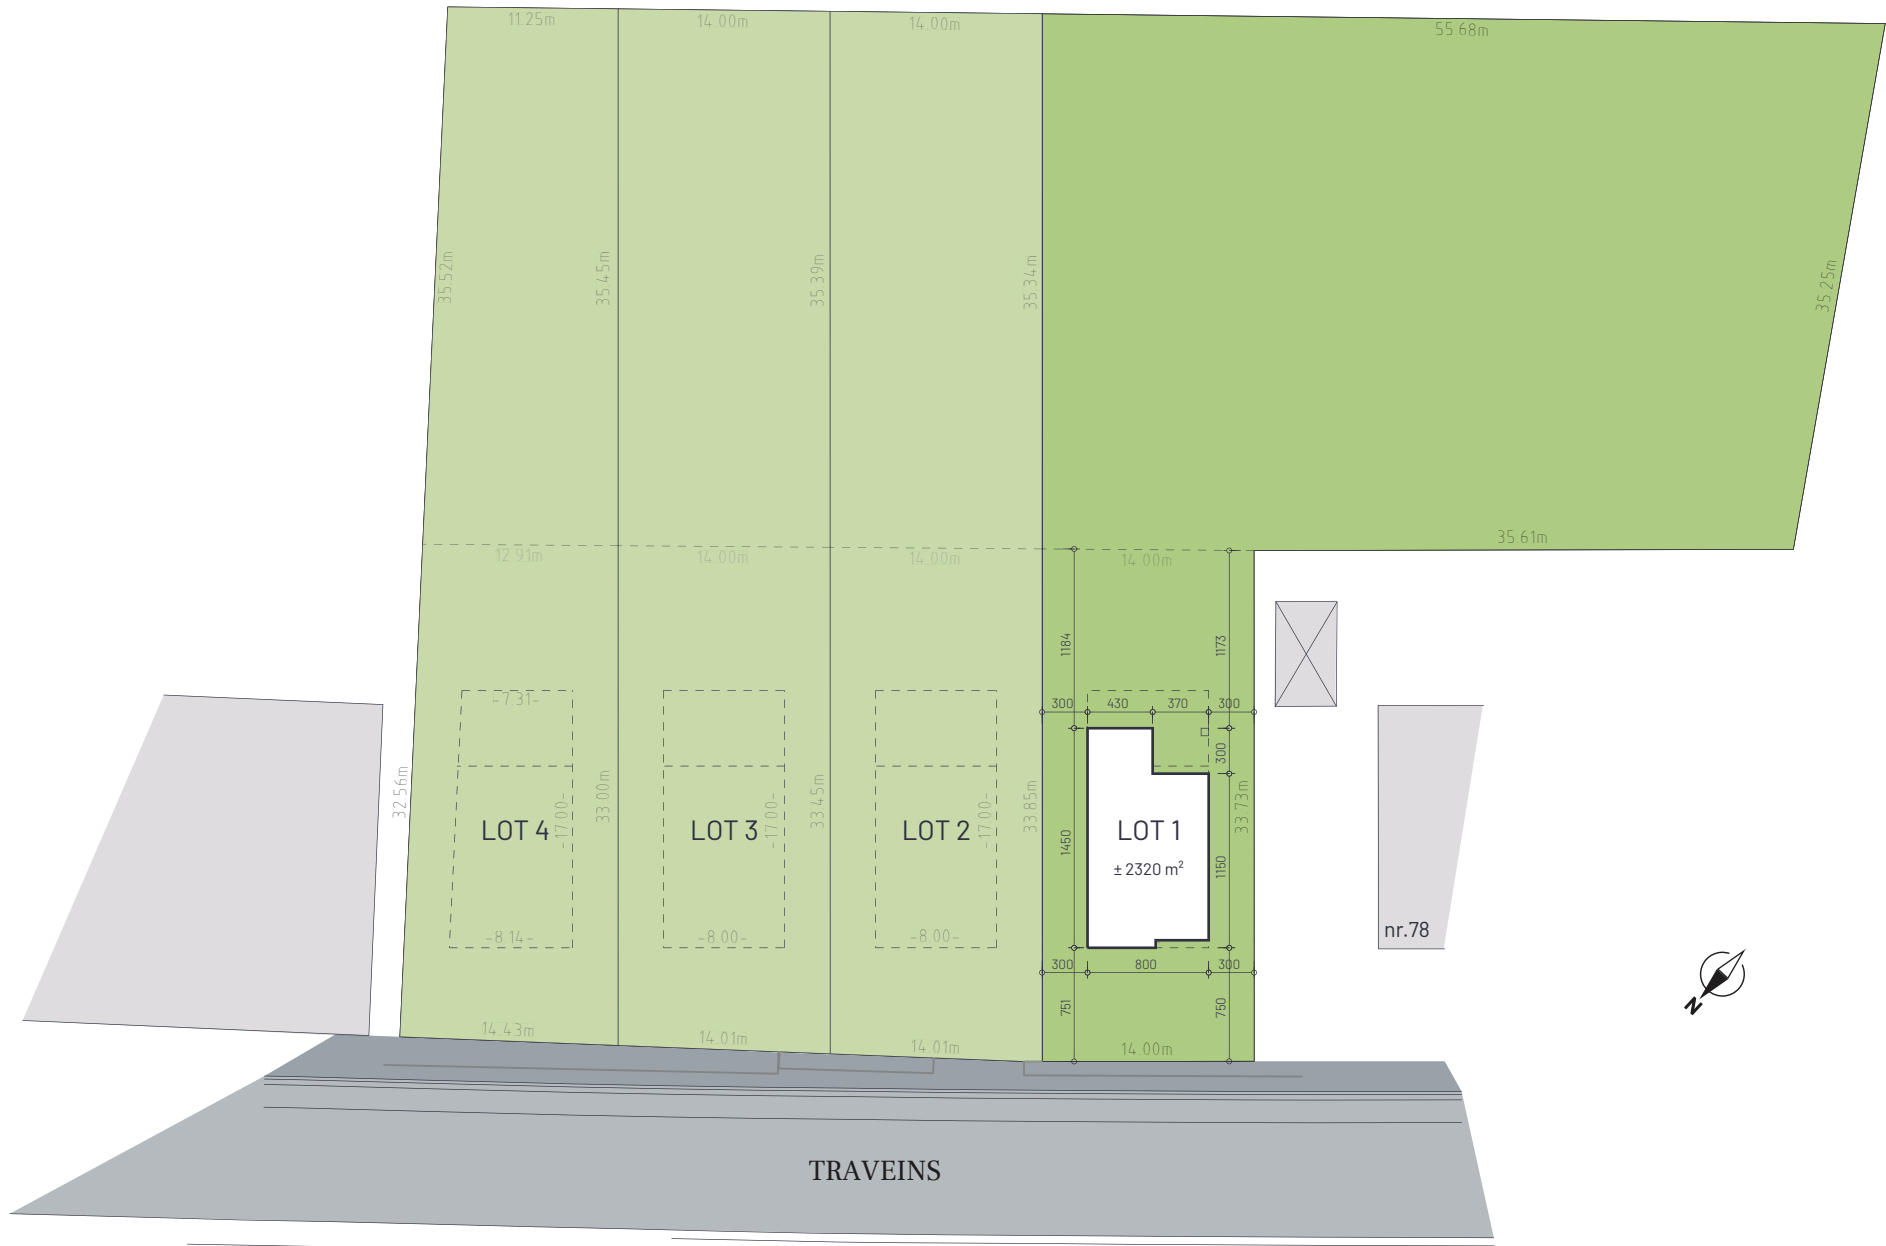 11.25m
14.00m
14.00m
55.68m
35.52m
35.45m
35.39m
35.34m
35.25m
12.91m
14.00m
14.00m
14.00m
35.61m
1184
1173
-7.31-
300
430
370
300
300
32.56m
33.00m
33.45m
33.85m
33.73m
-17.00-
-17.00-
-17.00-
LOT 4
LOT 3
LOT 2
LOT 1
± 2320 m²
1450
1150
-8.14-
-8.00-
-8.00-
nr.78
300
800
300
751
750
N
14.43m
14.01m
14.01m
14.00m
TRAVEINS